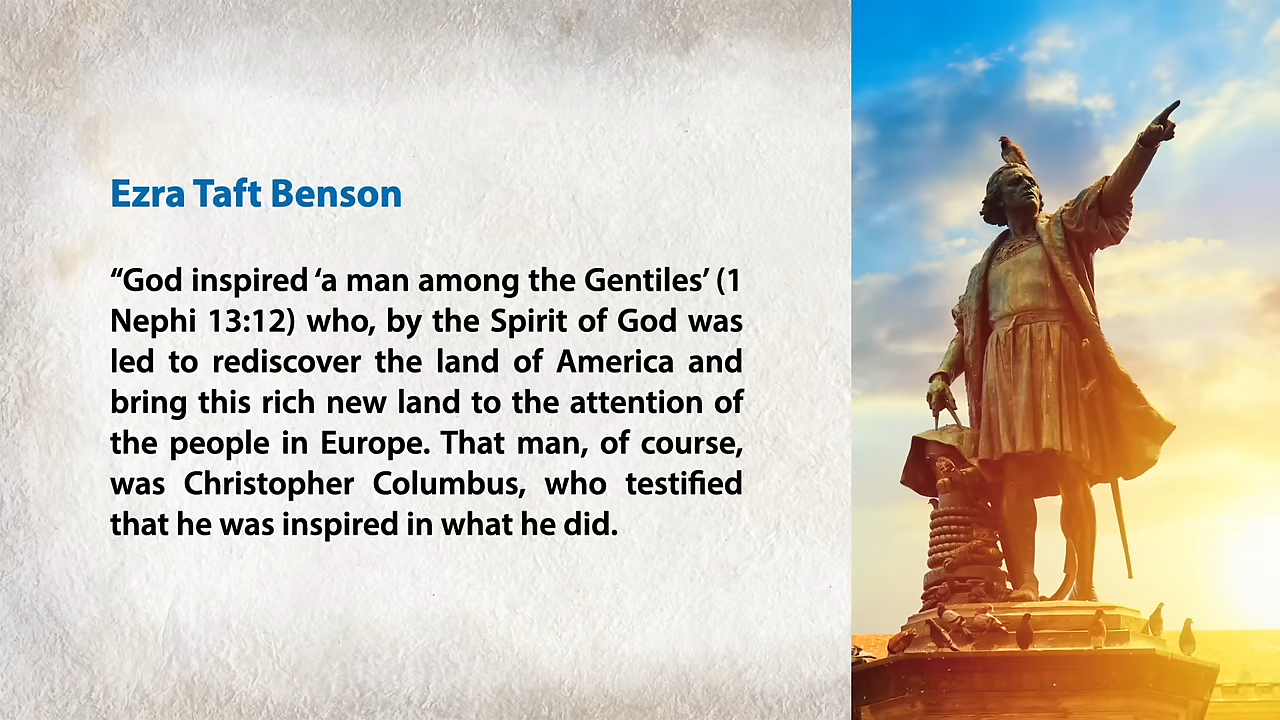 Ezra Taft Benson
“God inspired ‘a man among the Gentiles’ (1
Nephi 13:12) who, by the Spirit of God was
led to rediscover the land of America and
bring this rich new land to the attention of
the people in Europe. That man, of course,
was Christopher Columbus, who testified
that he was inspired in what he did.